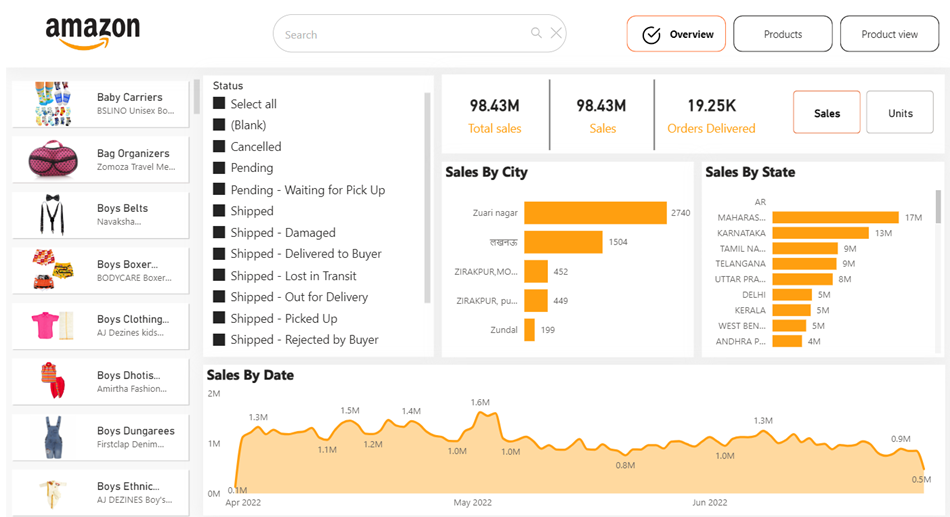 amazon
Search
Overview
Products
Product view
Baby Carriers
BSLINO Unisex Bo...
Bag Organizers
Zomoza Travel Me...
Boys Belts
Navaksha...
Boys Boxer...
BODYCARE Boxer...
Boys Clothing...
AJ Dezines kids...
Boys Dhotis...
Amirtha Fashion...
Boys Dungarees
Firstclap Denim...
Boys Ethnic...
AJ DEZINES Boy's...
Status
Select all
(Blank)
Cancelled
Pending
Pending - Waiting for Pick Up
Shipped
Shipped - Damaged
Shipped - Delivered to Buyer
Shipped - Lost in Transit
Shipped - Out for Delivery
Shipped - Picked Up
Shipped - Rejected by Buyer
98.43M
Total sales
98.43M
Sales
19.25K
Orders Delivered
Sales
Units
Sales By City
Zuari nagar 2740
लखनऊ 1504
ZIRAKPUR,MO... 452
ZIRAKPUR, pu... 449
Zundal 199
Sales By State
AR
MAHARAS... 17M
KARNATAKA 13M
TAMIL NA... 9M
TELANGANA 9M
UTTAR PRA... 8M
DELHI 5M
KERALA 5M
WEST BEN... 5M
ANDHRA P... 4M
Sales By Date
2M
1M
0M
0.1M
1.3M
1.1M
1.5M
1.2M
1.4M
1.0M
1.6M
1.0M
0.8M
1.0M
1.3M
0.9M
0.5M
Apr 2022
May 2022
Jun 2022